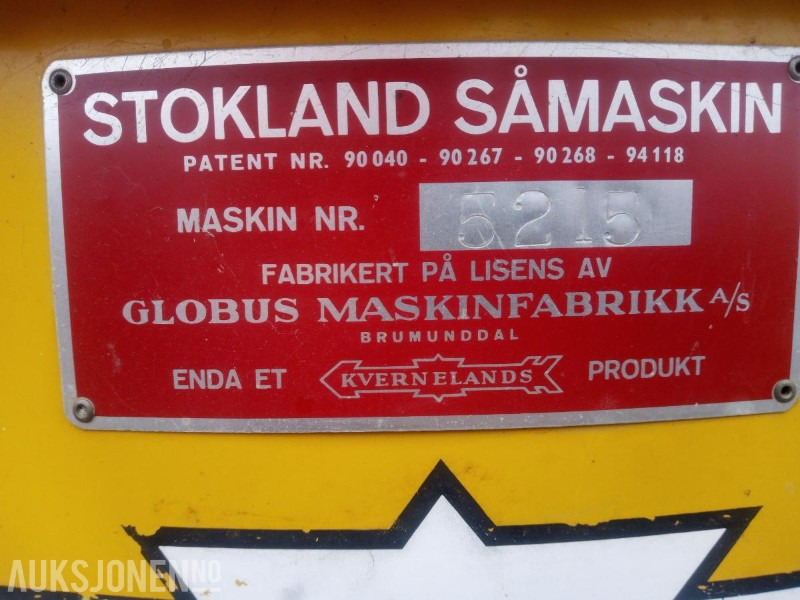 STOKLAND SÅMASKIN
PATENT NR. 90040 - 90267 - 90268 - 94118
MASKIN NR. 5215
FABRIKERT PÅ LISENS AV
GLOBUS MASKINFABRIKK A/S
BRUMUNDDAL
ENDA ET KVERNELANDS PRODUKT
AUKSJONEN.NO